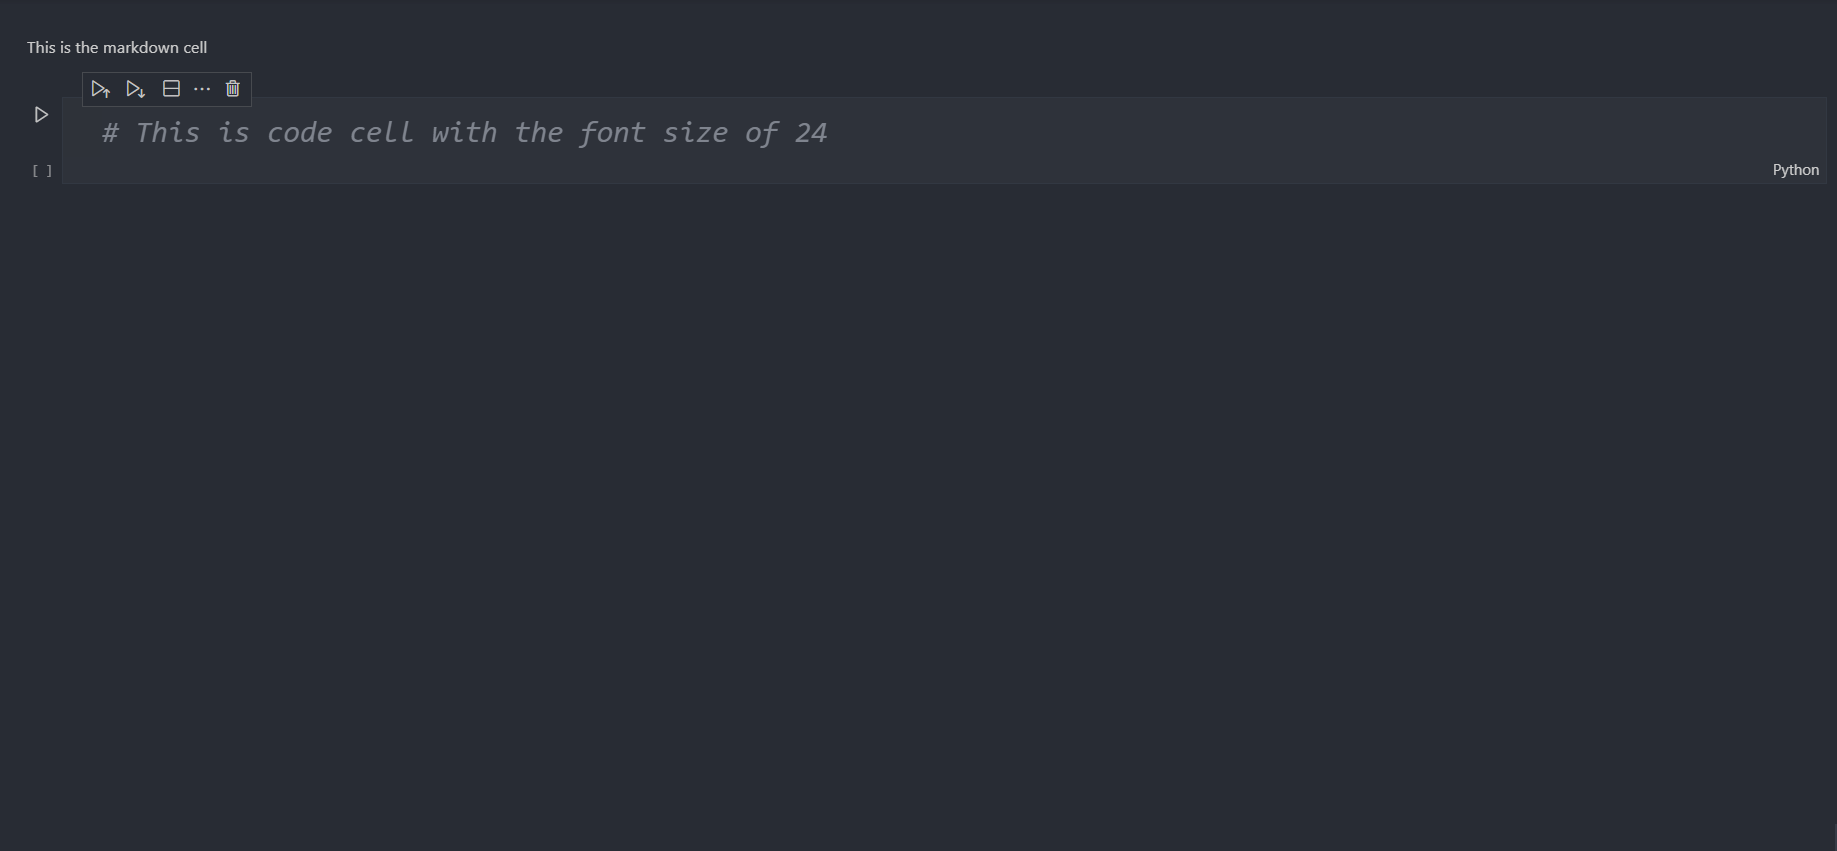 This is the markdown cell
# This is code cell with the font size of 24
[ ]
Python